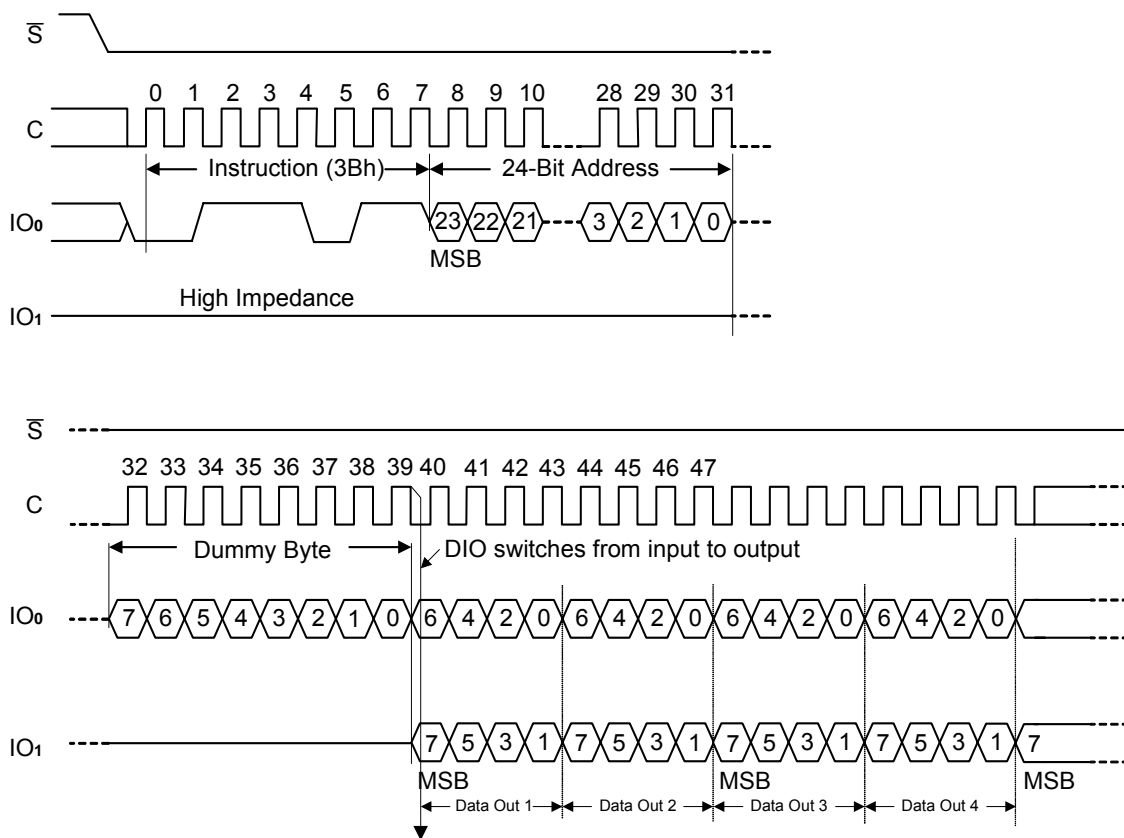 S
0 1 2 3 4 5 6 7 8 9 10 28 29 30 31
C
Instruction (3Bh) 24-Bit Address
IO0 23 22 21 3 2 1 0
MSB
High Impedance
IO1
S
32 33 34 35 36 37 38 39 40 41 42 43 44 45 46 47
C
Dummy Byte DIO switches from input to output
IO0 7 6 5 4 3 2 1 0 6 4 2 0 6 4 2 0 6 4 2 0 6 4 2 0
IO1 7 5 3 1 7 5 3 1 7 5 3 1 7 5 3 1 7
MSB MSB MSB
Data Out 1 Data Out 2 Data Out 3 Data Out 4